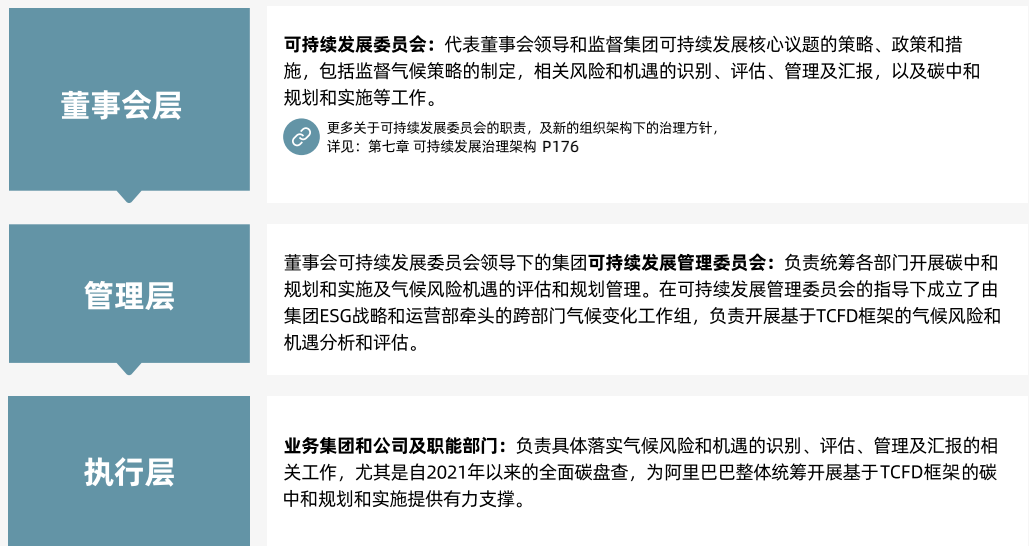 董事会层
可持续发展委员会：代表董事会领导和监督集团可持续发展核心议题的策略、政策和措
施，包括监督气候策略的制定，相关风险和机遇的识别、评估、管理及汇报，以及碳中和
规划和实施等工作。
更多关于可持续发展委员会的职责，及新的组织架构下的治理方针，
详见：第七章 可持续发展治理架构 P176
管理层
董事会可持续发展委员会领导下的集团可持续发展管理委员会：负责统筹各部门开展碳中和
规划和实施及气候风险机遇的评估和规划管理。在可持续发展管理委员会的指导下成立了由
集团ESG战略和运营部牵头的跨部门气候变化工作组，负责开展基于TCFD框架的气候风险和
机遇分析和评估。
执行层
业务集团和公司及职能部门：负责具体落实气候风险和机遇的识别、评估、管理及汇报的相
关工作，尤其是自2021年以来的全面碳盘查，为阿里巴巴整体统筹开展基于TCFD框架的碳
中和规划和实施提供有力支撑。